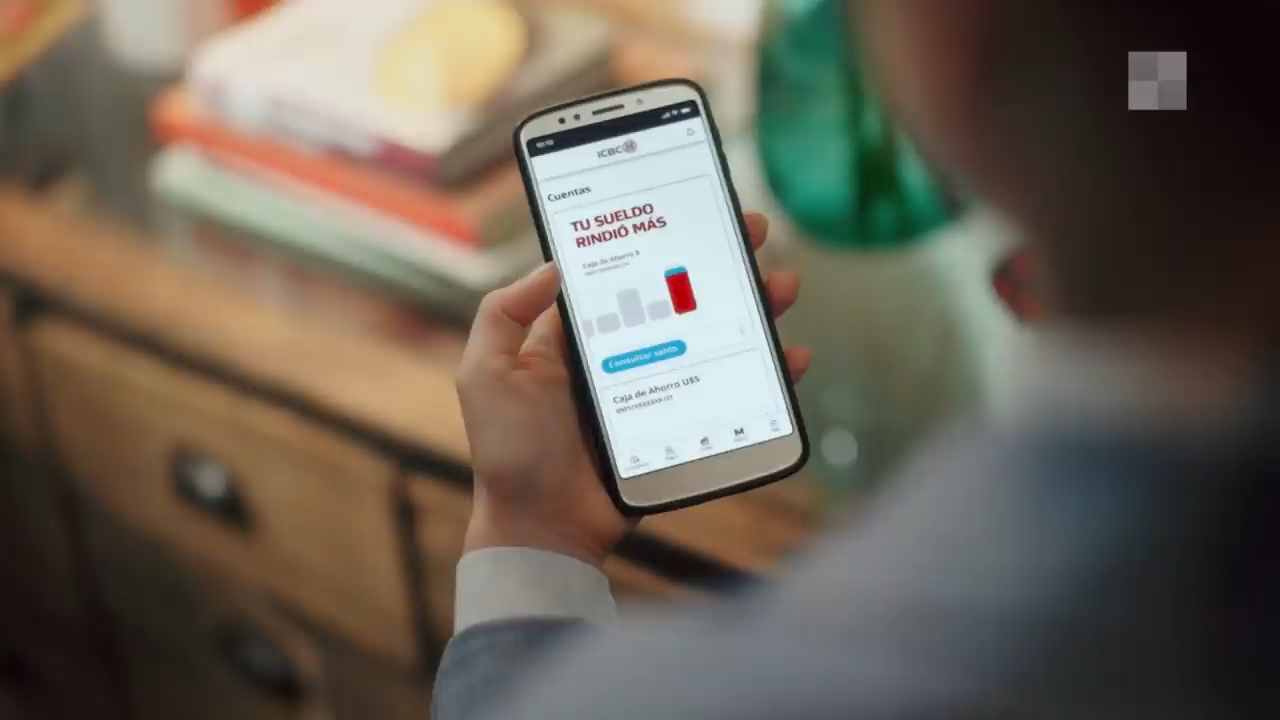 ICBC
Cuentas
TU SUELDO
RINDIÓ MÁS
Caja de Ahorro $
Consultar saldo
Caja de Ahorro U$S